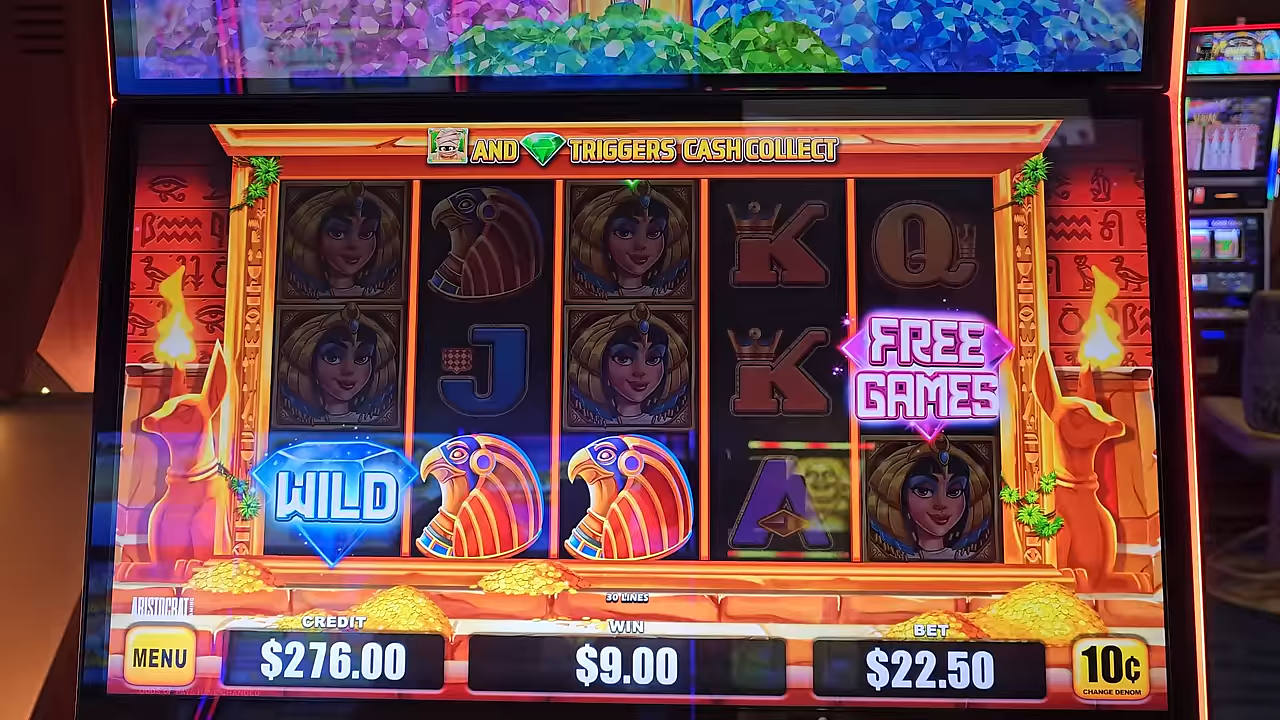 AND TRIGGERS CASH COLLECT
K
Q
J
K
FREE
GAMES
WILD
A
30 LINES
ARISTOCRAT
CREDIT
WIN
BET
MENU
$276.00
$9.00
$22.50
10¢
CHANGE DENOM